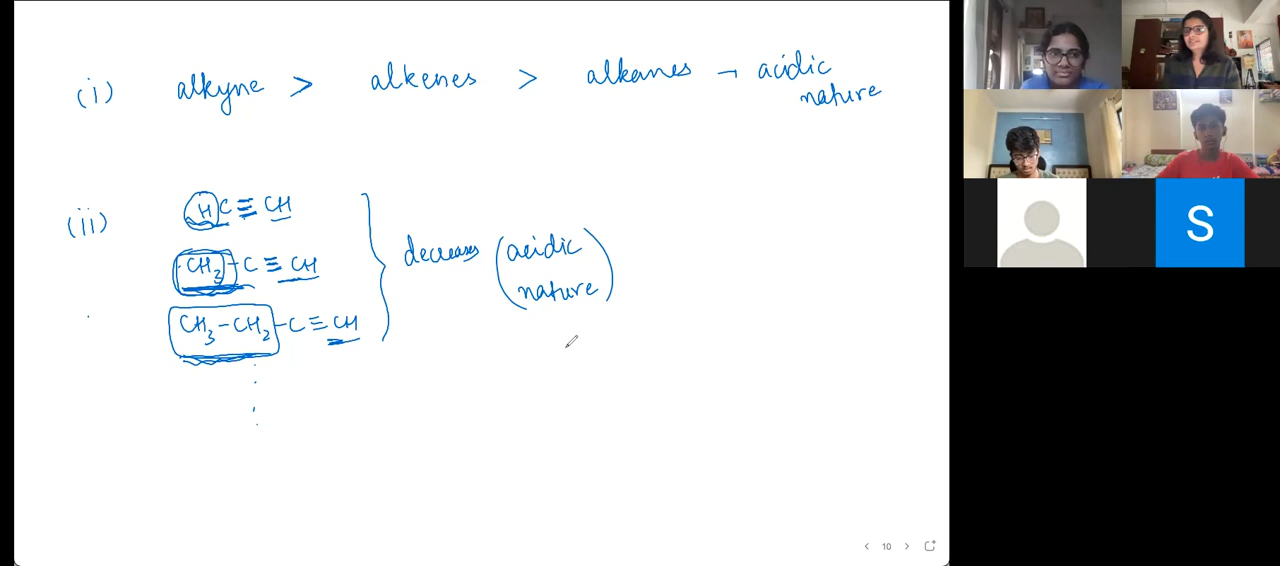 (i) alkyne > alkenes > alkanes → acidic
nature
(ii) HC≡CH
CH3-C≡CH
decreases (acidic
nature)
CH3-CH2-C≡CH
10
S